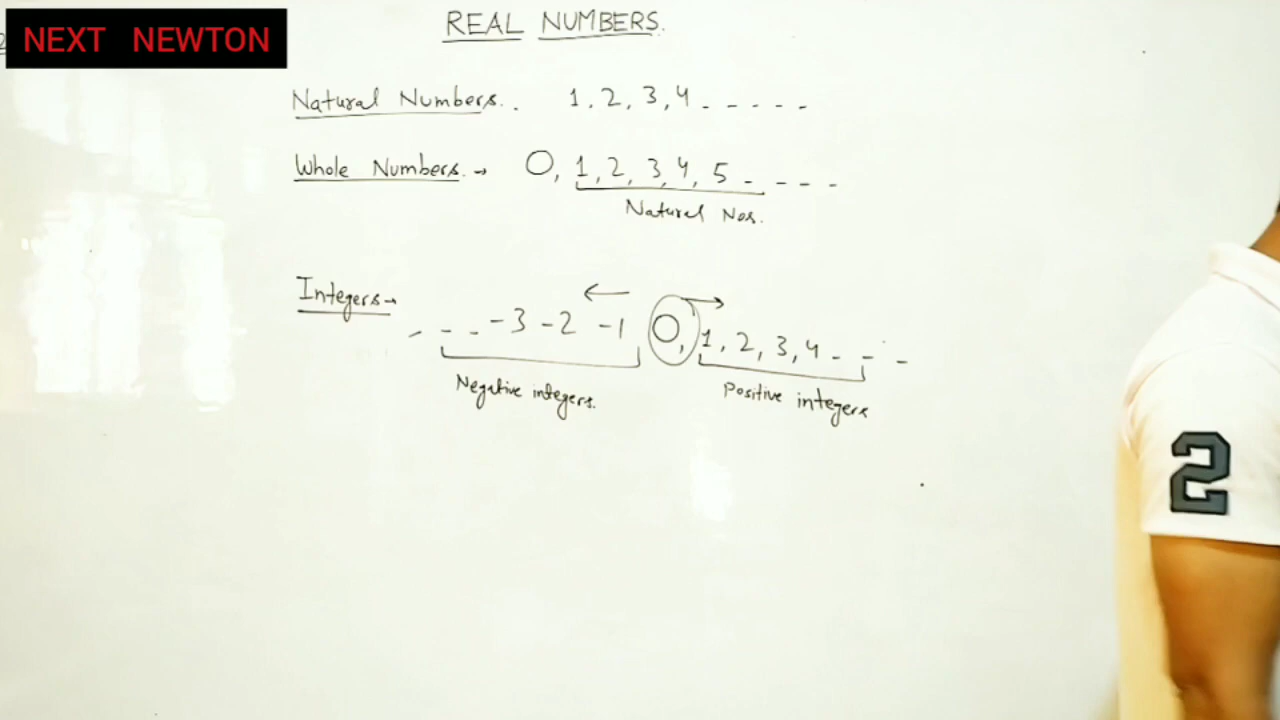 NEXT NEWTON
REAL NUMBERS.
Natural Numbers. . 1, 2, 3, 4 - - - - -
Whole Numbers. → 0, 1, 2, 3, 4, 5 - - - -
Natural Nos.
Integers →
- - - -3 -2 -1 0, 1, 2, 3, 4 - - -
Negative integers. Positive integers
2